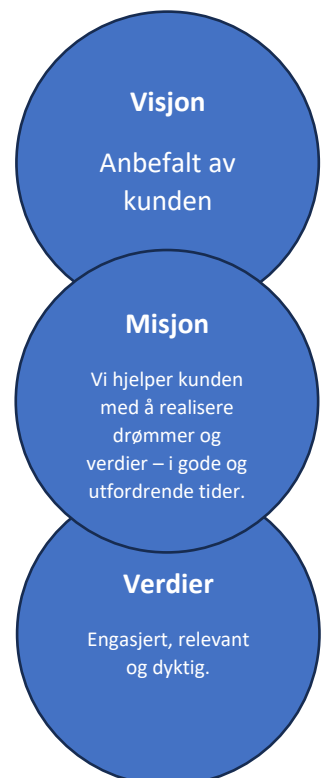 Visjon
Anbefalt av
kunden
Misjon
Vi hjelper kunden
med å realisere
drømmer og
verdier – i gode og
utfordrende tider.
Verdier
Engasjert, relevant
og dyktig.